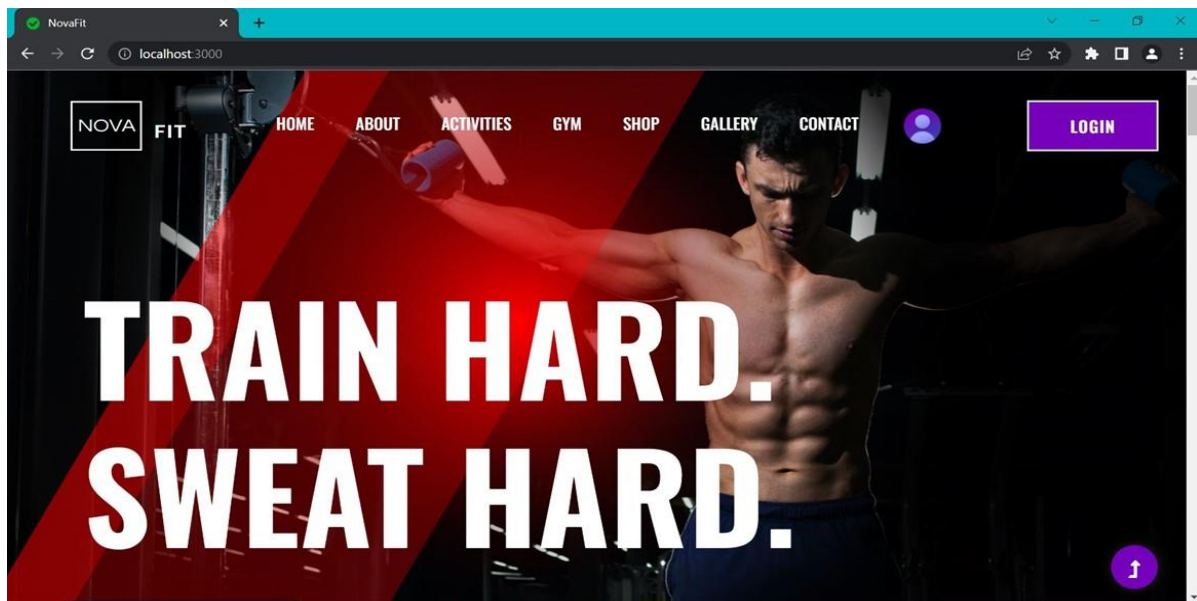 NovaFit
localhost:3000
NOVA FIT HOME ABOUT ACTIVITIES GYM SHOP GALLERY CONTACT LOGIN
TRAIN HARD.
SWEAT HARD.